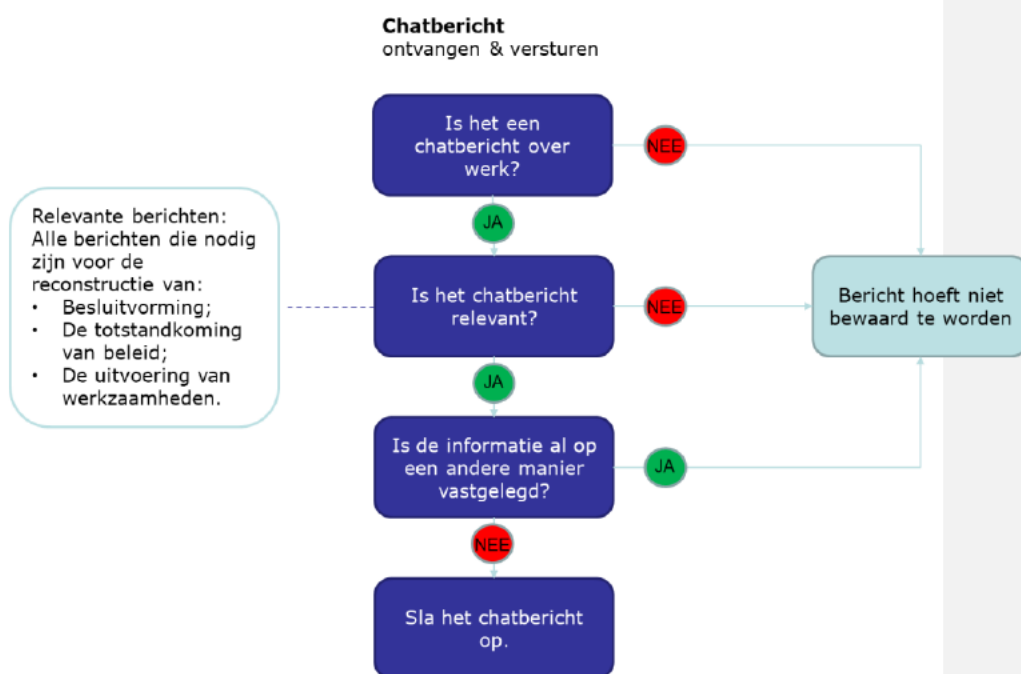 Chatbericht
ontvangen & versturen
Is het een
chatbericht over
werk?
NEE
JA
Relevante berichten:
Alle berichten die nodig
zijn voor de
reconstructie van:
• Besluitvorming;
• De totstandkoming
van beleid;
• De uitvoering van
werkzaamheden.
Is het chatbericht
relevant?
NEE
Bericht hoeft niet
bewaard te worden
JA
Is de informatie al op
een andere manier
vastgelegd?
JA
NEE
Sla het chatbericht
op.